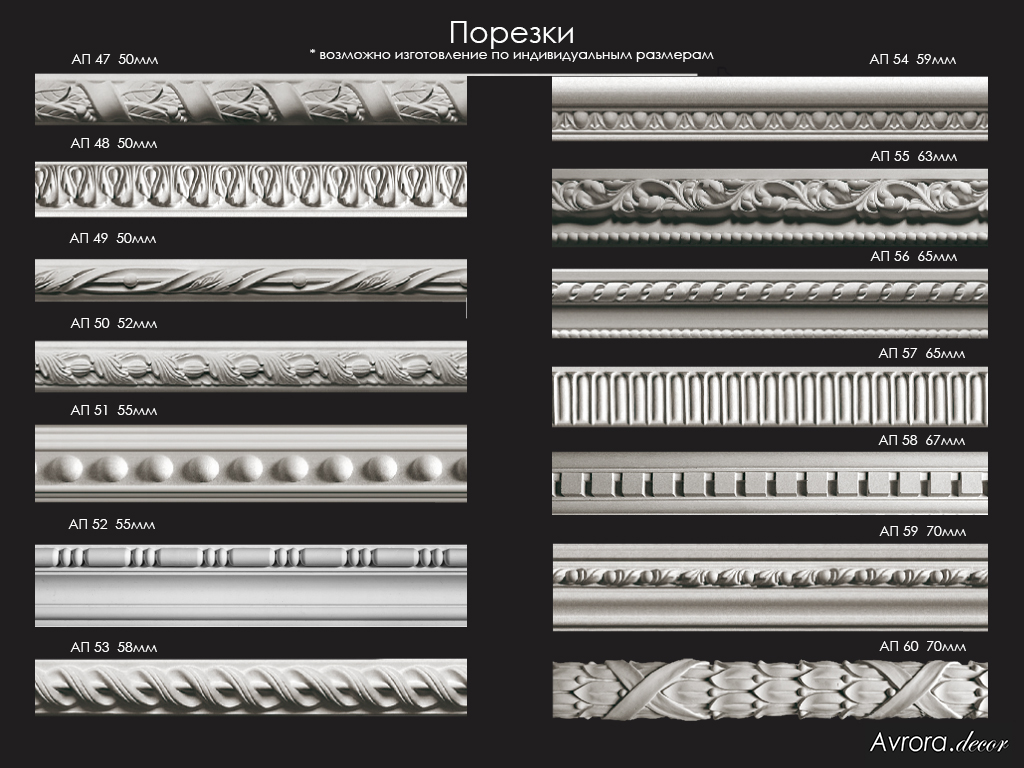 Порезки
* возможно изготовление по индивидуальным размерам
АП 47 50мм
АП 48 50мм
АП 49 50мм
АП 50 52мм
АП 51 55мм
АП 52 55мм
АП 53 58мм
АП 54 59мм
АП 55 63мм
АП 56 65мм
АП 57 65мм
АП 58 67мм
АП 59 70мм
АП 60 70мм
Avrora.decor